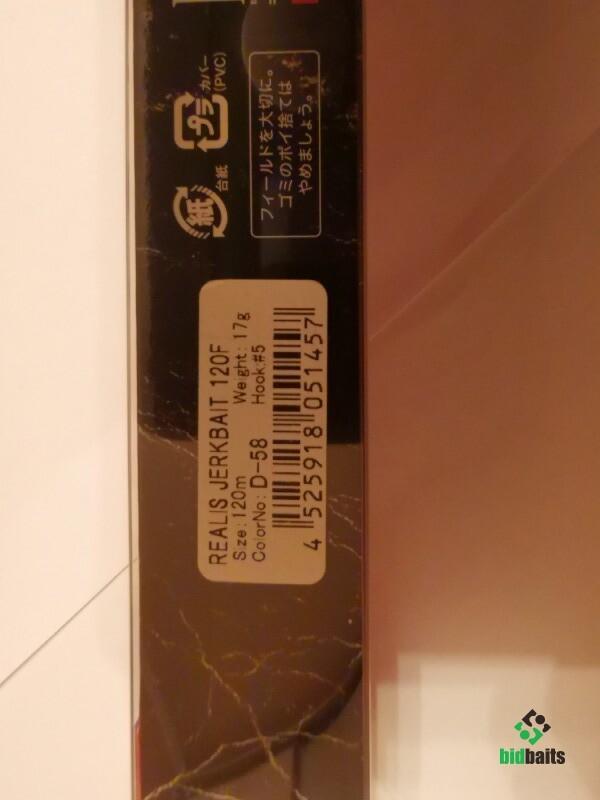 カバー
(PVC)
プラ
紙
台紙
フィールドを大切に。
ゴミのポイ捨ては
やめましょう。
REALIS JERKBAIT 120F
Size:120m Weight: 17g
ColorNo: D-58 Hook:#5
4 525918 051457
bidbaits